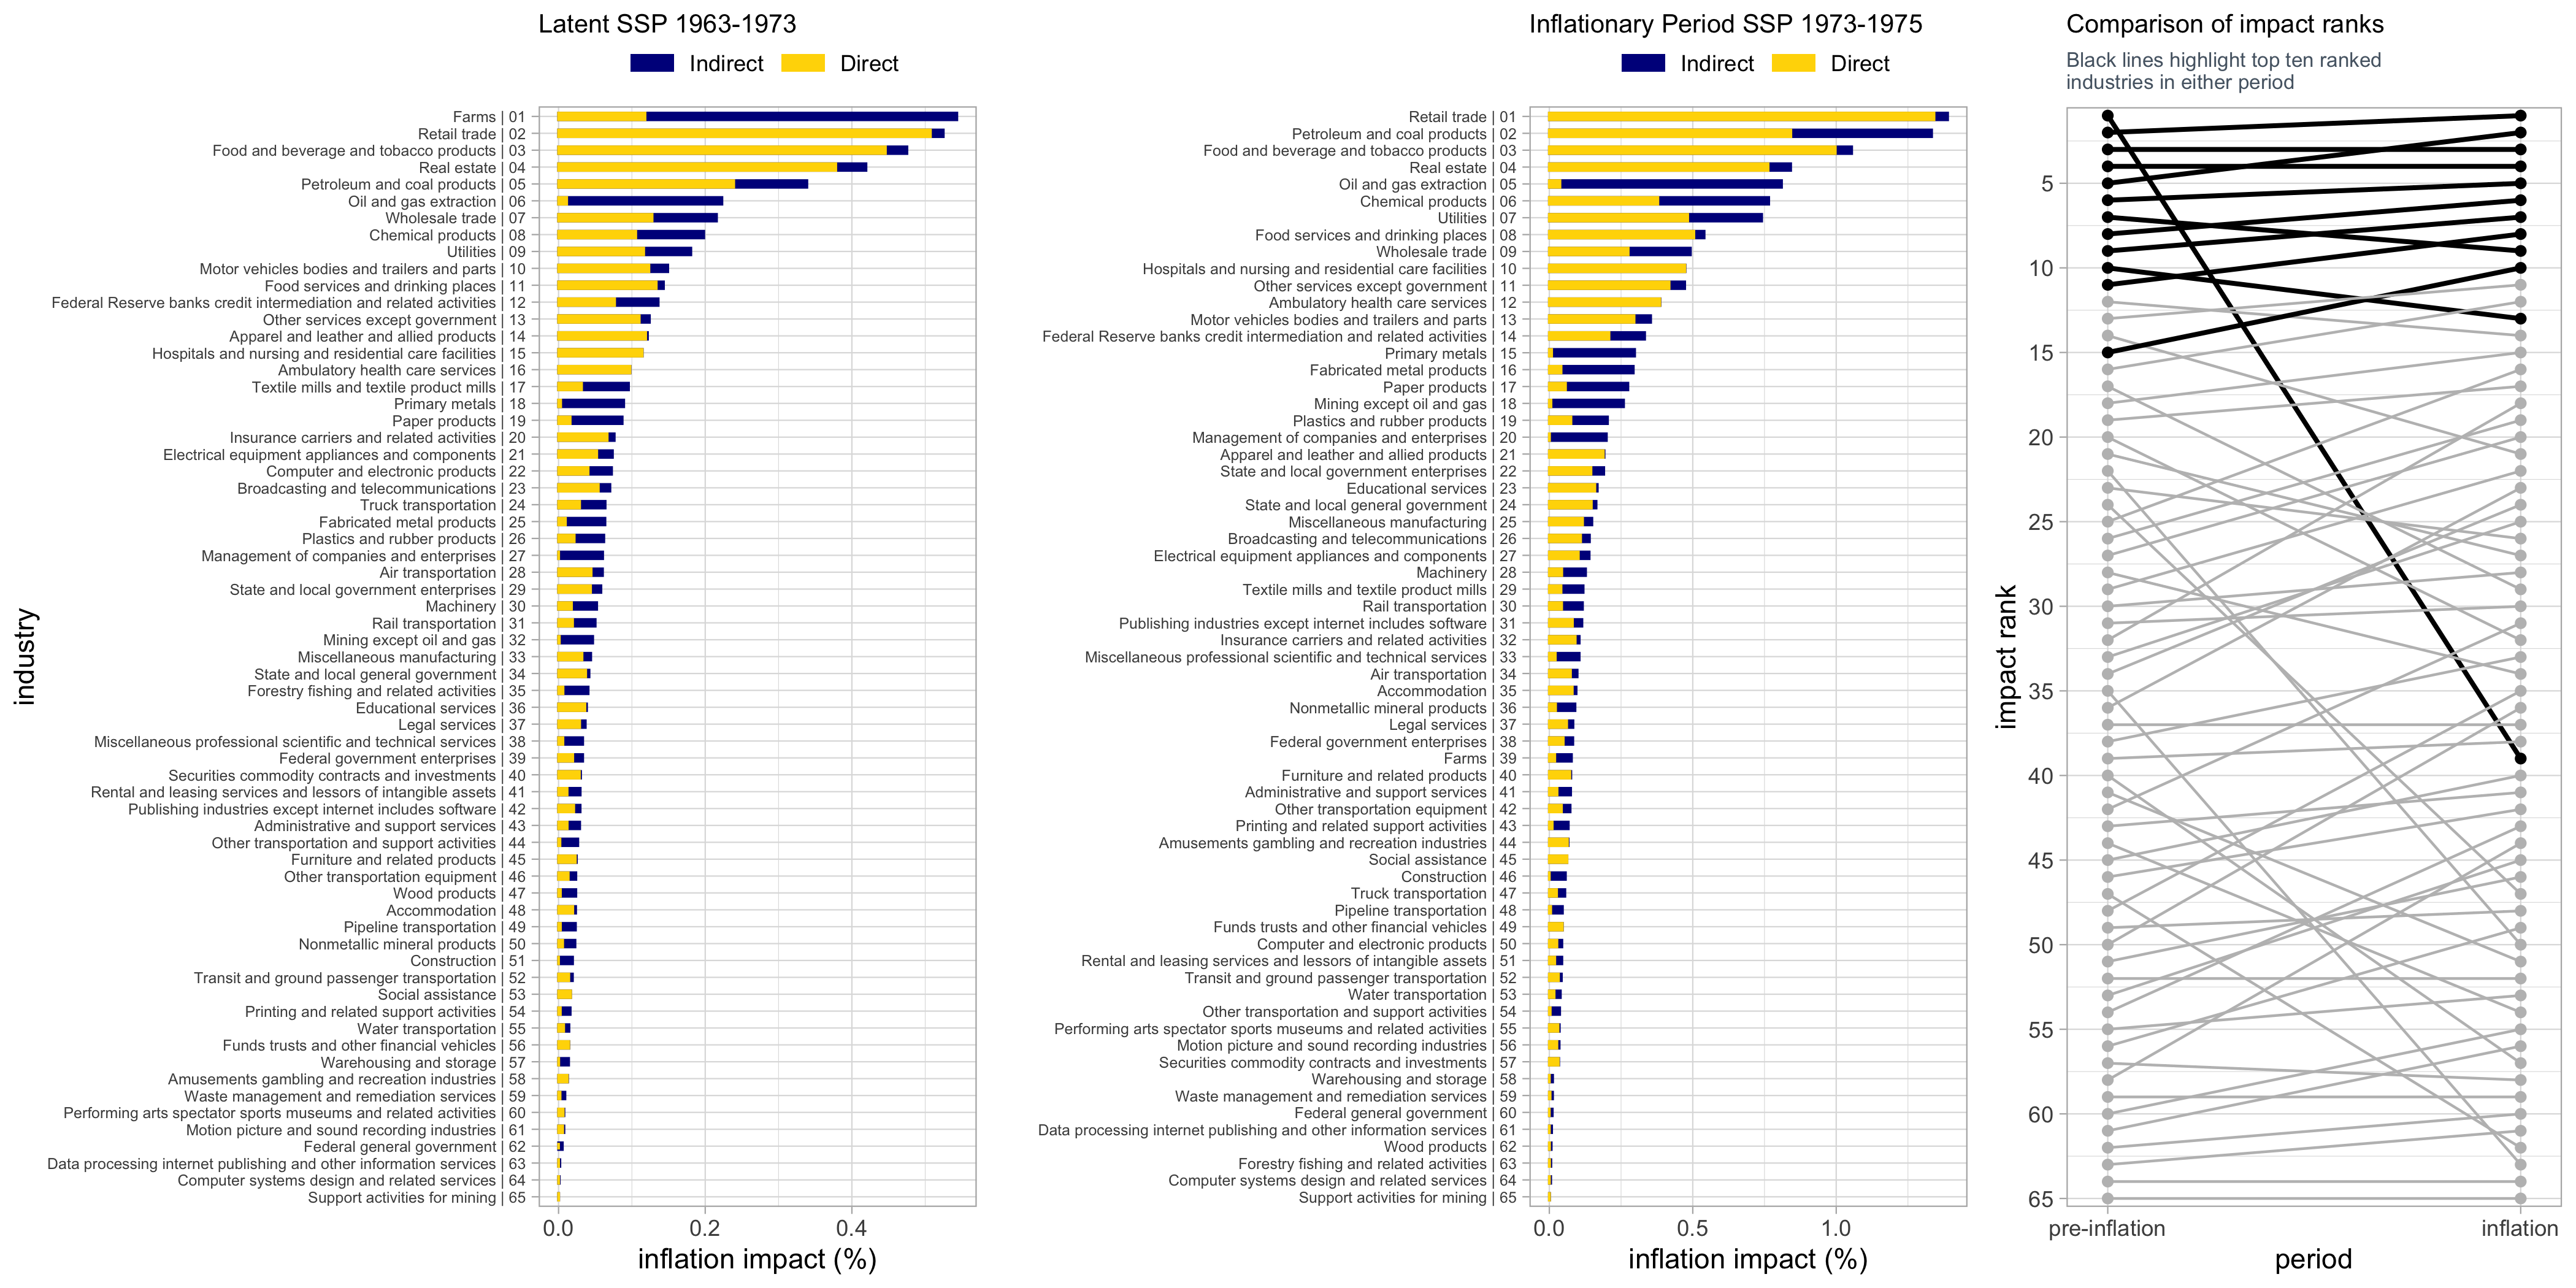 Latent SSP 1963-1973
Indirect Direct
industry
Farms | 01
Retail trade | 02
Food and beverage and tobacco products | 03
Real estate | 04
Petroleum and coal products | 05
Oil and gas extraction | 06
Wholesale trade | 07
Chemical products | 08
Utilities | 09
Motor vehicles bodies and trailers and parts | 10
Food services and drinking places | 11
Federal Reserve banks credit intermediation and related activities | 12
Other services except government | 13
Apparel and leather and allied products | 14
Hospitals and nursing and residential care facilities | 15
Ambulatory health care services | 16
Textile mills and textile product mills | 17
Primary metals | 18
Paper products | 19
Insurance carriers and related activities | 20
Electrical equipment appliances and components | 21
Computer and electronic products | 22
Broadcasting and telecommunications | 23
Truck transportation | 24
Fabricated metal products | 25
Plastics and rubber products | 26
Management of companies and enterprises | 27
Air transportation | 28
State and local government enterprises | 29
Machinery | 30
Rail transportation | 31
Mining except oil and gas | 32
Miscellaneous manufacturing | 33
State and local general government | 34
Forestry fishing and related activities | 35
Educational services | 36
Legal services | 37
Miscellaneous professional scientific and technical services | 38
Federal government enterprises | 39
Securities commodity contracts and investments | 40
Rental and leasing services and lessors of intangible assets | 41
Publishing industries except internet includes software | 42
Administrative and support services | 43
Other transportation and support activities | 44
Furniture and related products | 45
Other transportation equipment | 46
Wood products | 47
Accommodation | 48
Pipeline transportation | 49
Nonmetallic mineral products | 50
Construction | 51
Transit and ground passenger transportation | 52
Social assistance | 53
Printing and related support activities | 54
Water transportation | 55
Funds trusts and other financial vehicles | 56
Warehousing and storage | 57
Amusements gambling and recreation industries | 58
Waste management and remediation services | 59
Performing arts spectator sports museums and related activities | 60
Motion picture and sound recording industries | 61
Federal general government | 62
Data processing internet publishing and other information services | 63
Computer systems design and related services | 64
Support activities for mining | 65
0.0 0.2 0.4
inflation impact (%)
Inflationary Period SSP 1973-1975
Indirect Direct
Retail trade | 01
Petroleum and coal products | 02
Food and beverage and tobacco products | 03
Real estate | 04
Oil and gas extraction | 05
Chemical products | 06
Utilities | 07
Food services and drinking places | 08
Wholesale trade | 09
Hospitals and nursing and residential care facilities | 10
Other services except government | 11
Ambulatory health care services | 12
Motor vehicles bodies and trailers and parts | 13
Federal Reserve banks credit intermediation and related activities | 14
Primary metals | 15
Fabricated metal products | 16
Paper products | 17
Mining except oil and gas | 18
Plastics and rubber products | 19
Management of companies and enterprises | 20
Apparel and leather and allied products | 21
State and local government enterprises | 22
Educational services | 23
State and local general government | 24
Miscellaneous manufacturing | 25
Broadcasting and telecommunications | 26
Electrical equipment appliances and components | 27
Machinery | 28
Textile mills and textile product mills | 29
Rail transportation | 30
Publishing industries except internet includes software | 31
Insurance carriers and related activities | 32
Miscellaneous professional scientific and technical services | 33
Air transportation | 34
Accommodation | 35
Nonmetallic mineral products | 36
Legal services | 37
Federal government enterprises | 38
Farms | 39
Furniture and related products | 40
Administrative and support services | 41
Other transportation equipment | 42
Printing and related support activities | 43
Amusements gambling and recreation industries | 44
Social assistance | 45
Construction | 46
Truck transportation | 47
Pipeline transportation | 48
Funds trusts and other financial vehicles | 49
Computer and electronic products | 50
Rental and leasing services and lessors of intangible assets | 51
Transit and ground passenger transportation | 52
Water transportation | 53
Other transportation and support activities | 54
Performing arts spectator sports museums and related activities | 55
Motion picture and sound recording industries | 56
Securities commodity contracts and investments | 57
Warehousing and storage | 58
Waste management and remediation services | 59
Federal general government | 60
Data processing internet publishing and other information services | 61
Wood products | 62
Forestry fishing and related activities | 63
Computer systems design and related services | 64
Support activities for mining | 65
0.0 0.5 1.0
inflation impact (%)
Comparison of impact ranks
Black lines highlight top ten ranked
industries in either period
impact rank
5
10
15
20
25
30
35
40
45
50
55
60
65
pre-inflation inflation
period